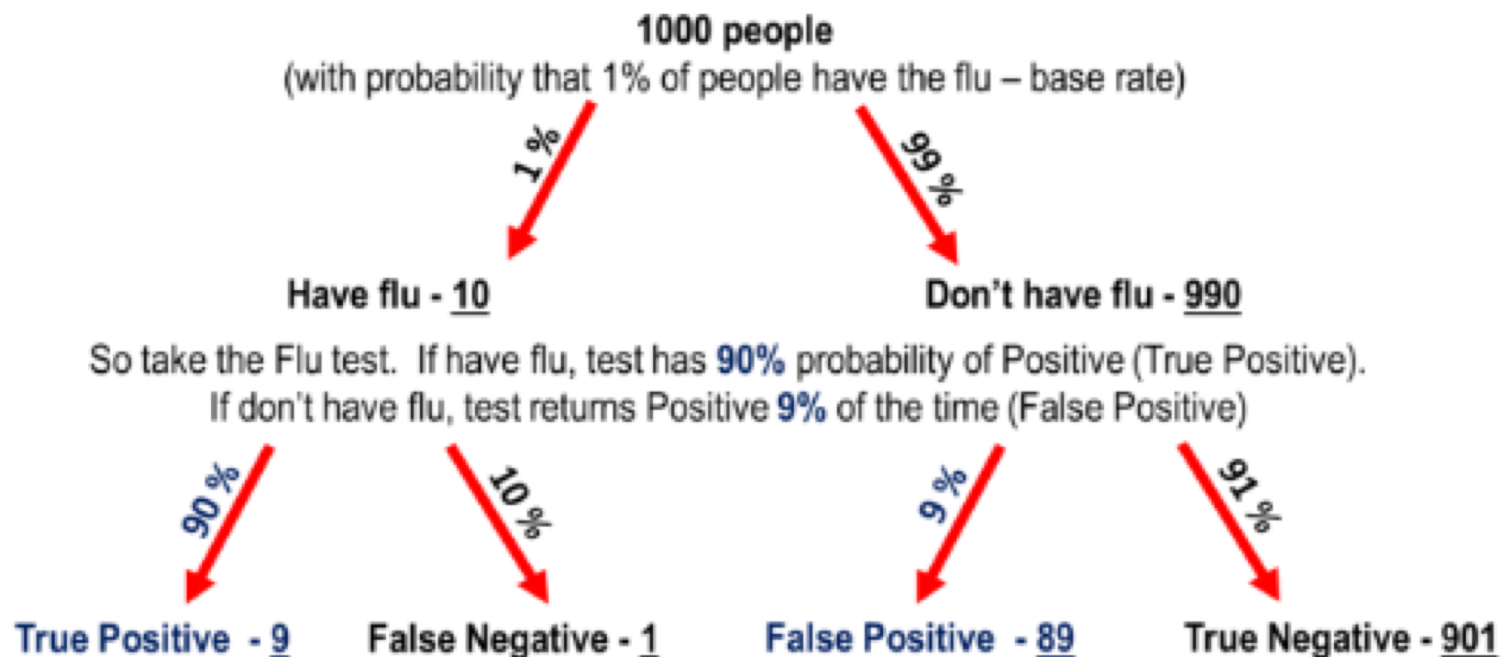 1000 people
(with probability that 1% of people have the flu – base rate)
1 %
99 %
Have flu - 10
Don't have flu - 990
So take the Flu test. If have flu, test has 90% probability of Positive (True Positive).
If don't have flu, test returns Positive 9% of the time (False Positive)
90 %
10 %
9 %
91 %
True Positive - 9
False Negative - 1
False Positive - 89
True Negative - 901